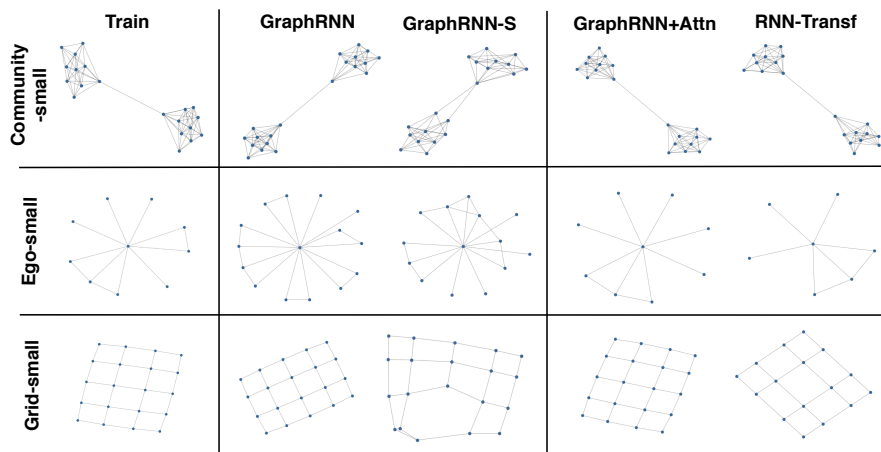 Train
GraphRNN
GraphRNN-S
GraphRNN+Attn
RNN-Transf
Community
-small
Ego-small
Grid-small